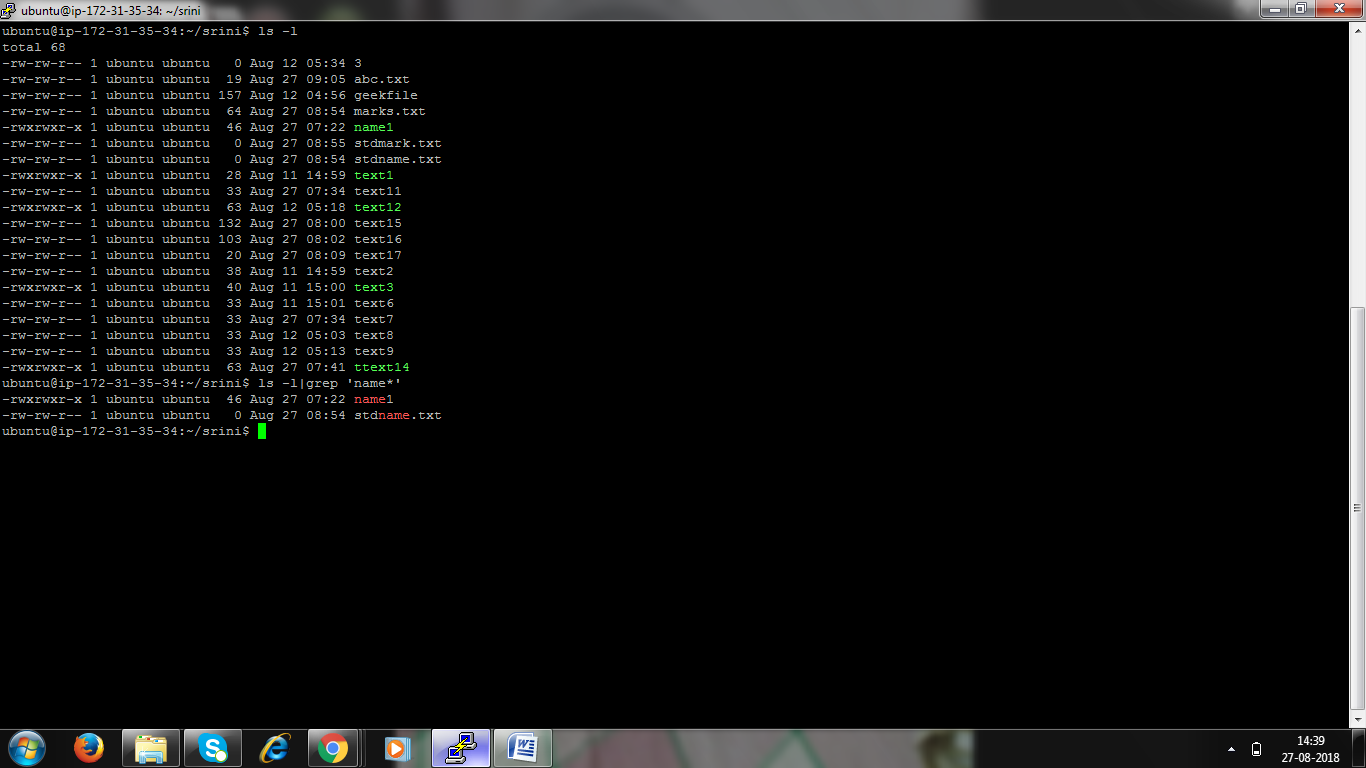 ubuntu@ip-172-31-35-34: ~/srini
ubuntu@ip-172-31-35-34:~/srini$ ls -l
total 68
-rw-rw-r-- 1 ubuntu ubuntu   0 Aug 12 05:34 3
-rw-rw-r-- 1 ubuntu ubuntu  19 Aug 27 09:05 abc.txt
-rw-rw-r-- 1 ubuntu ubuntu 157 Aug 12 04:56 geekfile
-rw-rw-r-- 1 ubuntu ubuntu  64 Aug 27 08:54 marks.txt
-rwxrwxr-x 1 ubuntu ubuntu  46 Aug 27 07:22 name1
-rw-rw-r-- 1 ubuntu ubuntu   0 Aug 27 08:55 stdmark.txt
-rw-rw-r-- 1 ubuntu ubuntu   0 Aug 27 08:54 stdname.txt
-rwxrwxr-x 1 ubuntu ubuntu  28 Aug 11 14:59 text1
-rw-rw-r-- 1 ubuntu ubuntu  33 Aug 27 07:34 text11
-rwxrwxr-x 1 ubuntu ubuntu  63 Aug 12 05:18 text12
-rw-rw-r-- 1 ubuntu ubuntu 132 Aug 27 08:00 text15
-rw-rw-r-- 1 ubuntu ubuntu 103 Aug 27 08:02 text16
-rw-rw-r-- 1 ubuntu ubuntu  20 Aug 27 08:09 text17
-rw-rw-r-- 1 ubuntu ubuntu  38 Aug 11 14:59 text2
-rwxrwxr-x 1 ubuntu ubuntu  40 Aug 11 15:00 text3
-rw-rw-r-- 1 ubuntu ubuntu  33 Aug 11 15:01 text6
-rw-rw-r-- 1 ubuntu ubuntu  33 Aug 27 07:34 text7
-rw-rw-r-- 1 ubuntu ubuntu  33 Aug 12 05:03 text8
-rw-rw-r-- 1 ubuntu ubuntu  33 Aug 12 05:13 text9
-rwxrwxr-x 1 ubuntu ubuntu  63 Aug 27 07:41 ttext14
ubuntu@ip-172-31-35-34:~/srini$ ls -l|grep 'name*'
-rwxrwxr-x 1 ubuntu ubuntu  46 Aug 27 07:22 name1
-rw-rw-r-- 1 ubuntu ubuntu   0 Aug 27 08:54 stdname.txt
ubuntu@ip-172-31-35-34:~/srini$
14:39
27-08-2018